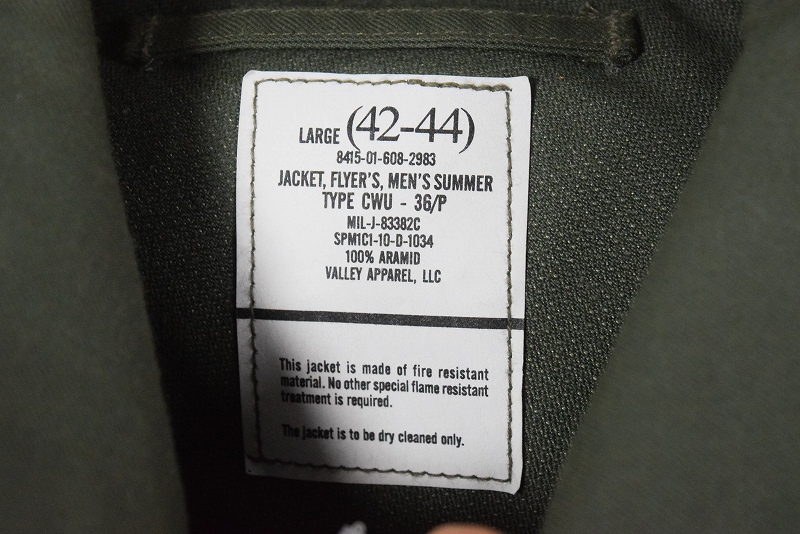 LARGE (42-44)
8415-01-608-2983
JACKET, FLYER'S, MEN'S SUMMER
TYPE CWU - 36/P
MIL-J-83382C
SPM1C1-10-D-1034
100% ARAMID
VALLEY APPAREL, LLC
This jacket is made of fire resistant
material. No other special flame resistant
treatment is required.
The jacket is to be dry cleaned only.